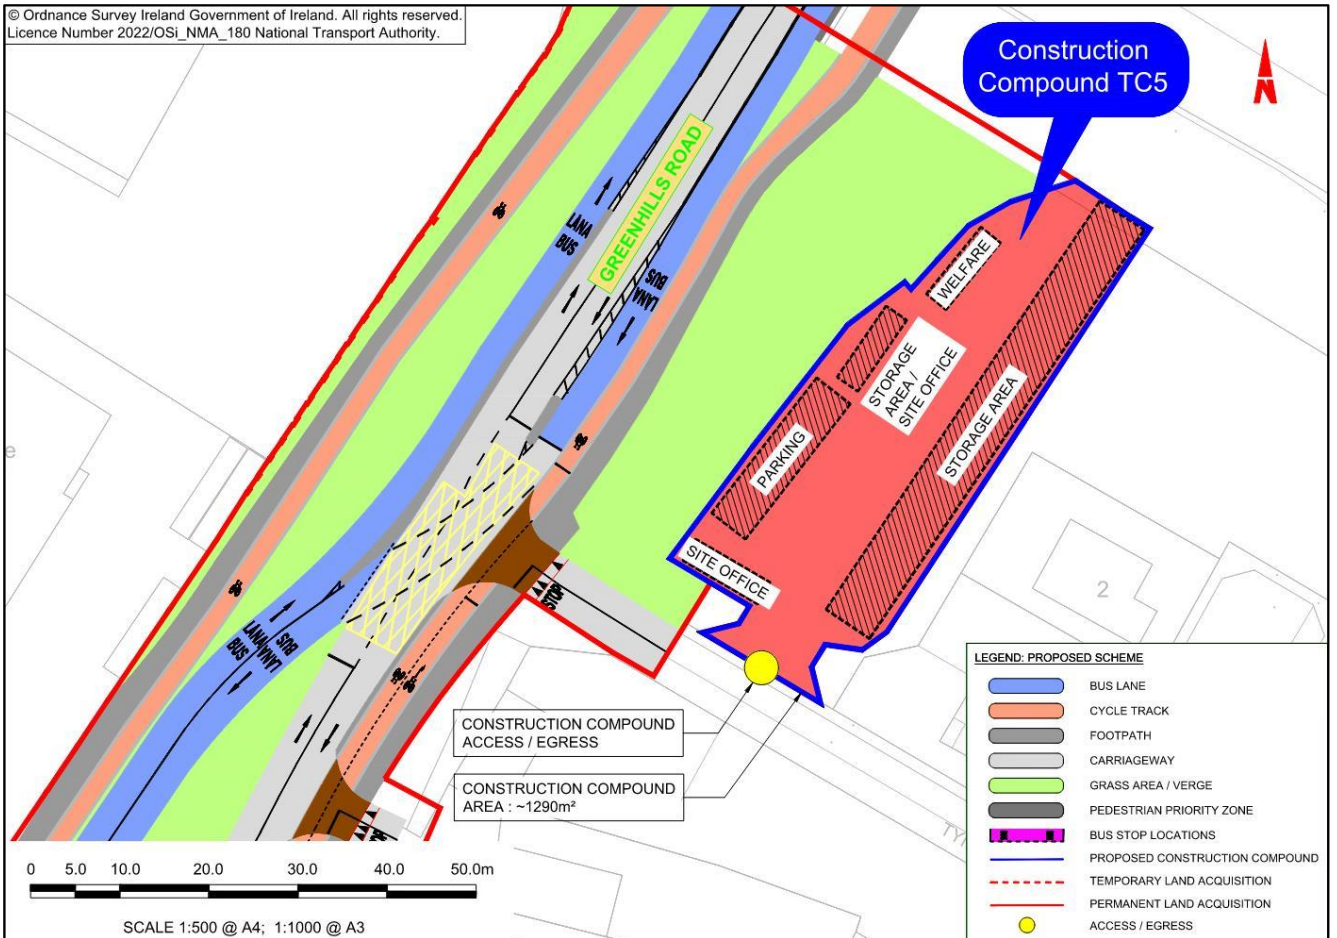 © Ordnance Survey Ireland Government of Ireland. All rights reserved.
Licence Number 2022/OSi_NMA_180 National Transport Authority.
Construction
Compound TC5
N
GREENHILLS ROAD
LANA
BUS
BUS
LANA
WELFARE
STORAGE
AREA /
SITE OFFICE
STORAGE AREA
PARKING
SITE OFFICE
STOP
2
e
LANA
BUS
BUS
LANA
CONSTRUCTION COMPOUND
ACCESS / EGRESS
CONSTRUCTION COMPOUND
AREA : ~1290m²
LEGEND: PROPOSED SCHEME
BUS LANE
CYCLE TRACK
FOOTPATH
CARRIAGEWAY
GRASS AREA / VERGE
PEDESTRIAN PRIORITY ZONE
BUS STOP LOCATIONS
PROPOSED CONSTRUCTION COMPOUND
TEMPORARY LAND ACQUISITION
PERMANENT LAND ACQUISITION
ACCESS / EGRESS
0 5.0 10.0 20.0 30.0 40.0 50.0m
SCALE 1:500 @ A4; 1:1000 @ A3